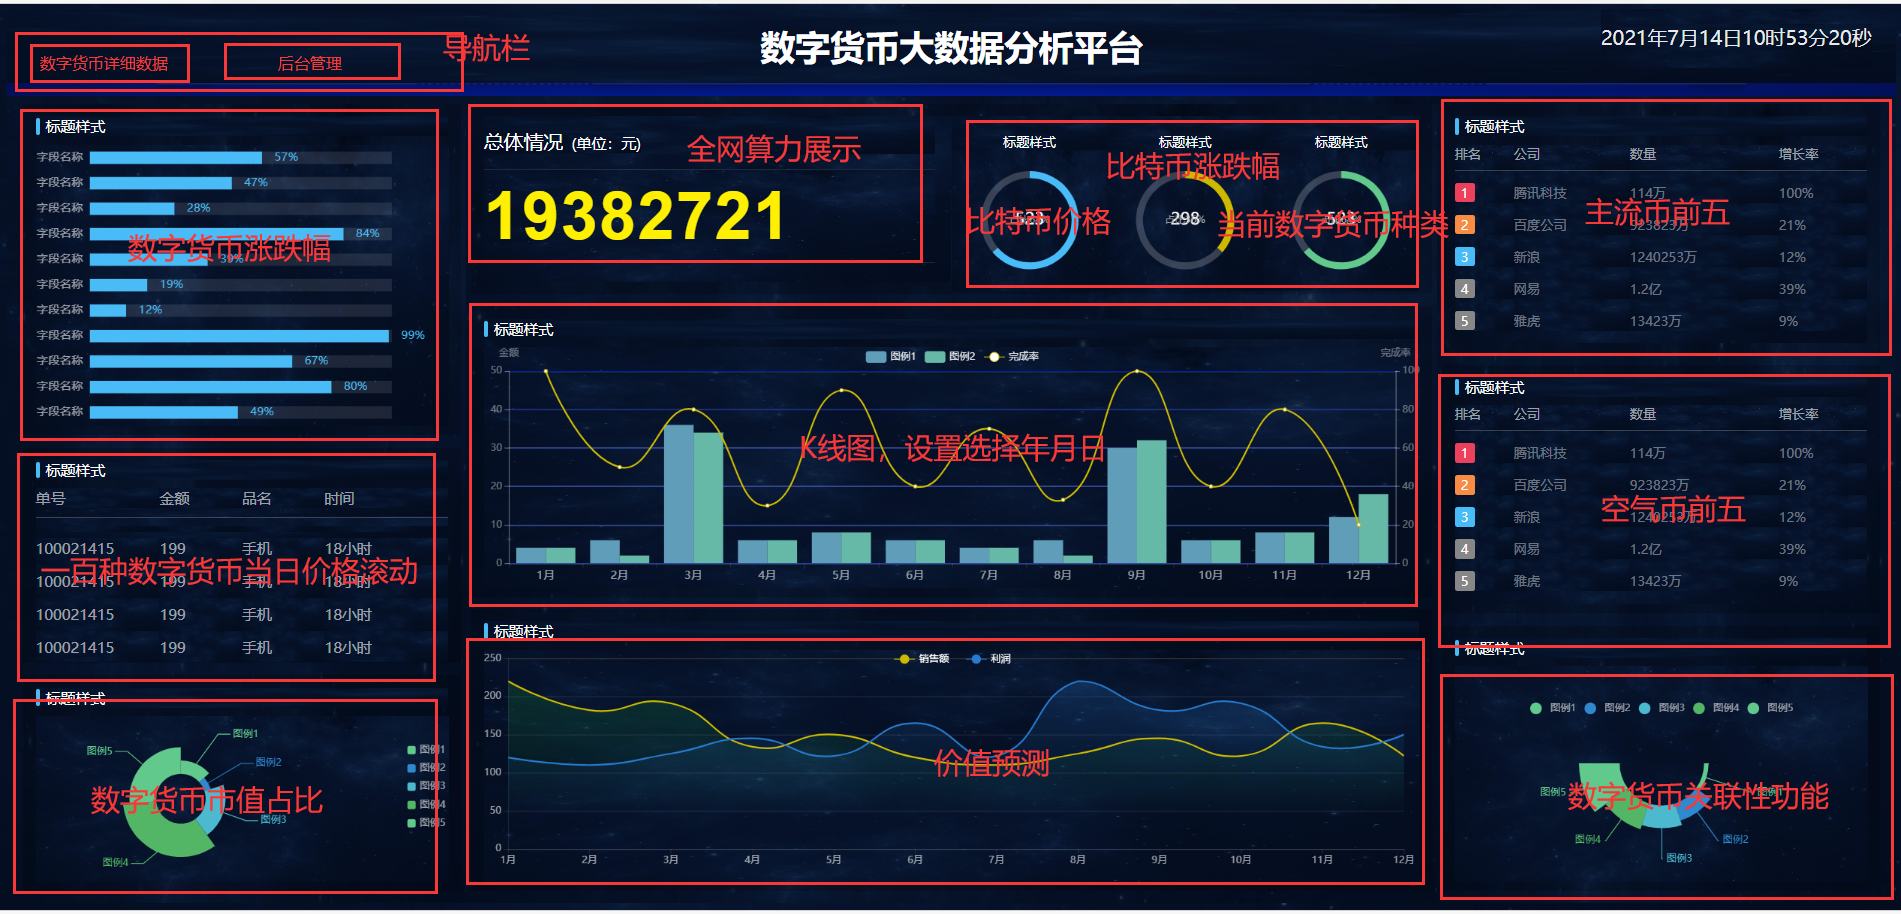 数字货币大数据分析平台
2021年7月14日10时53分20秒
导航栏
数字货币详细数据
后台管理
标题样式
字段名称 57%
字段名称 47%
字段名称 28%
字段名称 84%
字段名称 39%
字段名称 19%
字段名称 12%
字段名称 99%
字段名称 67%
字段名称 80%
字段名称 49%
数字货币涨跌幅
标题样式
单号 金额 品名 时间
100021415 199 手机 18小时
100021415 199 手机 18小时
100021415 199 手机 18小时
100021415 199 手机 18小时
一百种数字货币当日价格滚动
标题样式
图例1
图例2
图例3
图例4
图例5
图例1
图例2
图例3
图例4
图例5
数字货币市值占比
总体情况 (单位：元)
全网算力展示
19382721
标题样式 标题样式 标题样式
比特币涨跌幅
298
比特币价格
当前数字货币种类
标题样式
金额 图例1 图例2 完成率 完成率
50 100
40 80
30 60
20 40
10 20
0 0
1月 2月 3月 4月 5月 6月 7月 8月 9月 10月 11月 12月
K线图，设置选择年月日
标题样式
销售额 利润
250
200
150
100
50
0
1月 2月 3月 4月 5月 6月 7月 8月 9月 10月 11月 12月
价值预测
标题样式
排名 公司 数量 增长率
1 腾讯科技 114万 100%
2 百度公司 923823万 21%
3 新浪 1240253万 12%
4 网易 1.2亿 39%
5 雅虎 13423万 9%
主流币前五
标题样式
排名 公司 数量 增长率
1 腾讯科技 114万 100%
2 百度公司 923823万 21%
3 新浪 1240253万 12%
4 网易 1.2亿 39%
5 雅虎 13423万 9%
空气币前五
标题样式
图例1 图例2 图例3 图例4 图例5
图例5
图例1
图例4
图例2
图例3
数字货币关联性功能